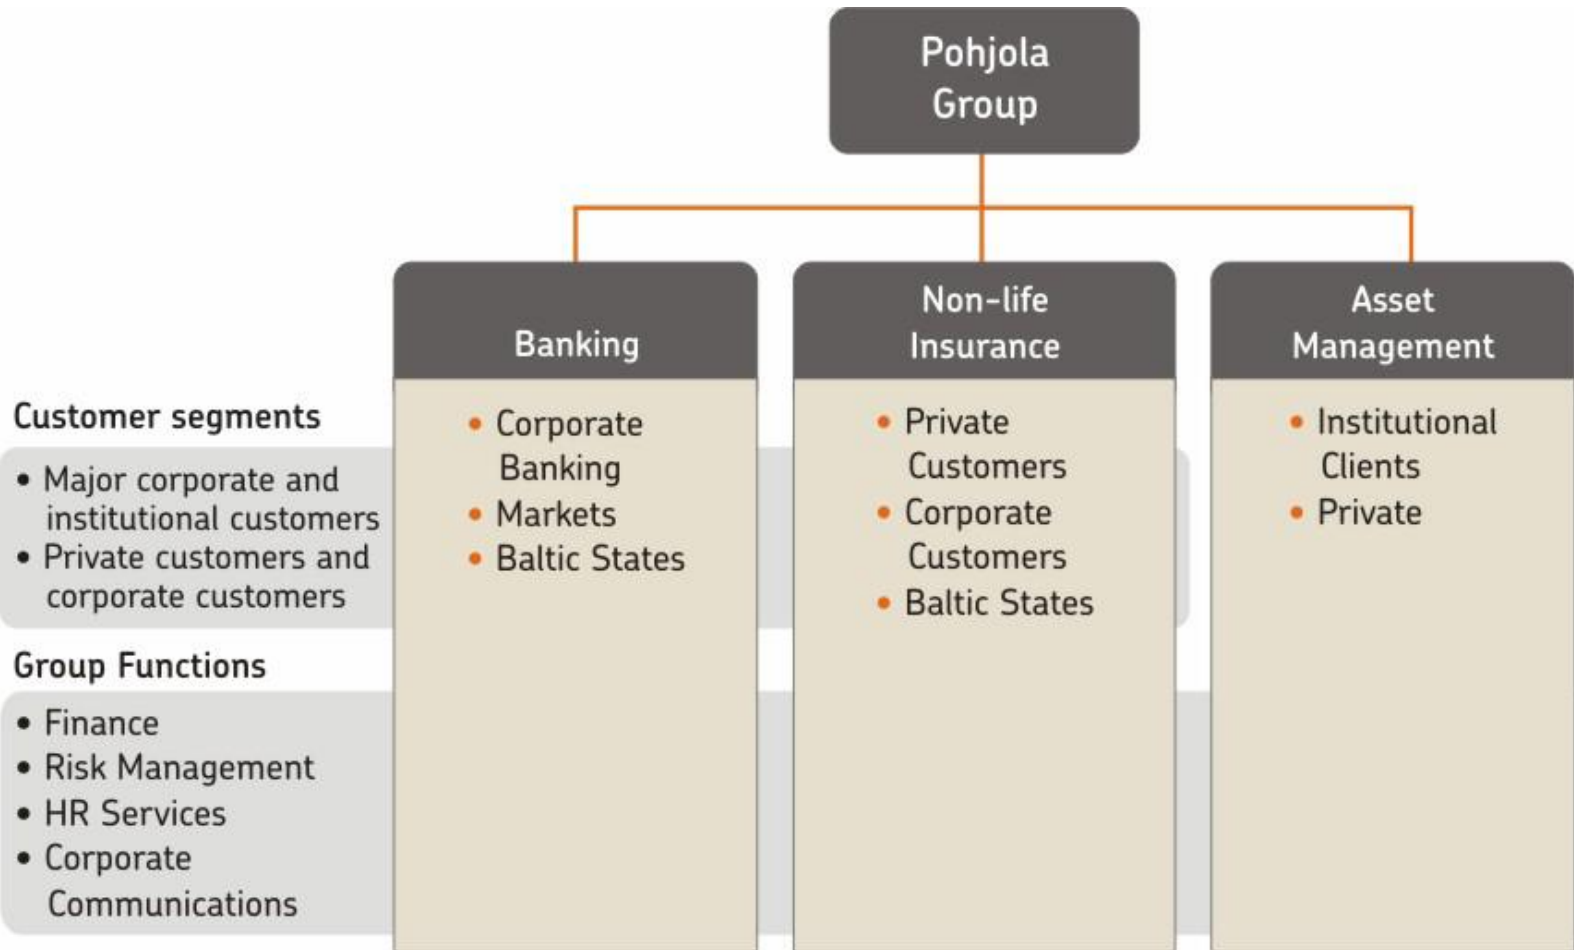 Pohjola
Group
Banking
Non-life
Insurance
Asset
Management
Customer segments
• Major corporate and
institutional customers
• Private customers and
corporate customers
• Corporate
Banking
• Markets
• Baltic States
• Private
Customers
• Corporate
Customers
• Baltic States
• Institutional
Clients
• Private
Group Functions
• Finance
• Risk Management
• HR Services
• Corporate
Communications